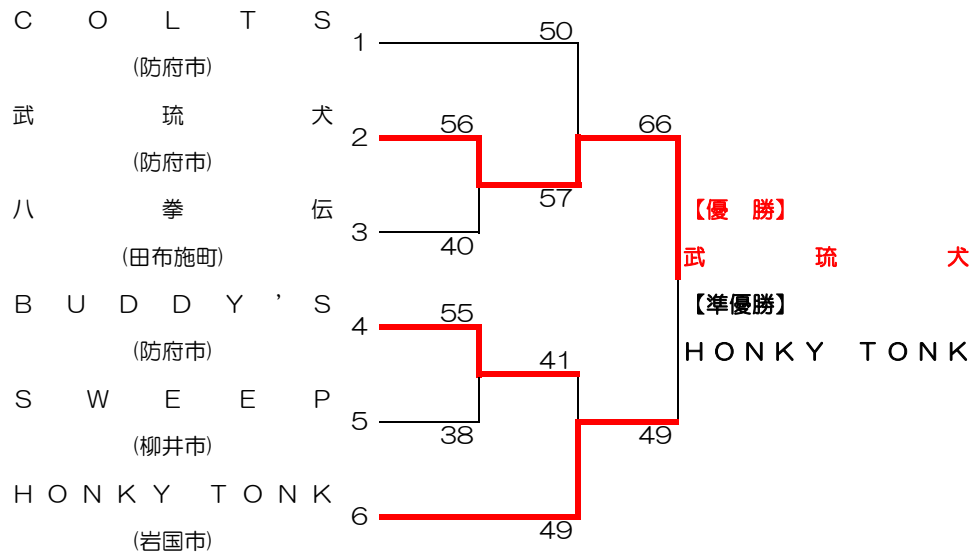 ＣＯＬＴＳ
1
50
(防府市)
武琉犬
2
56
66
(防府市)
57
八拳伝
3
40
【優　勝】
(田布施町)
武琉犬
ＢＵＤＤＹ’Ｓ
4
55
【準優勝】
(防府市)
41
ＨＯＮＫＹ　ＴＯＮＫ
ＳＷＥＥＰ
5
38
49
(柳井市)
ＨＯＮＫＹ　ＴＯＮＫ
6
49
(岩国市)